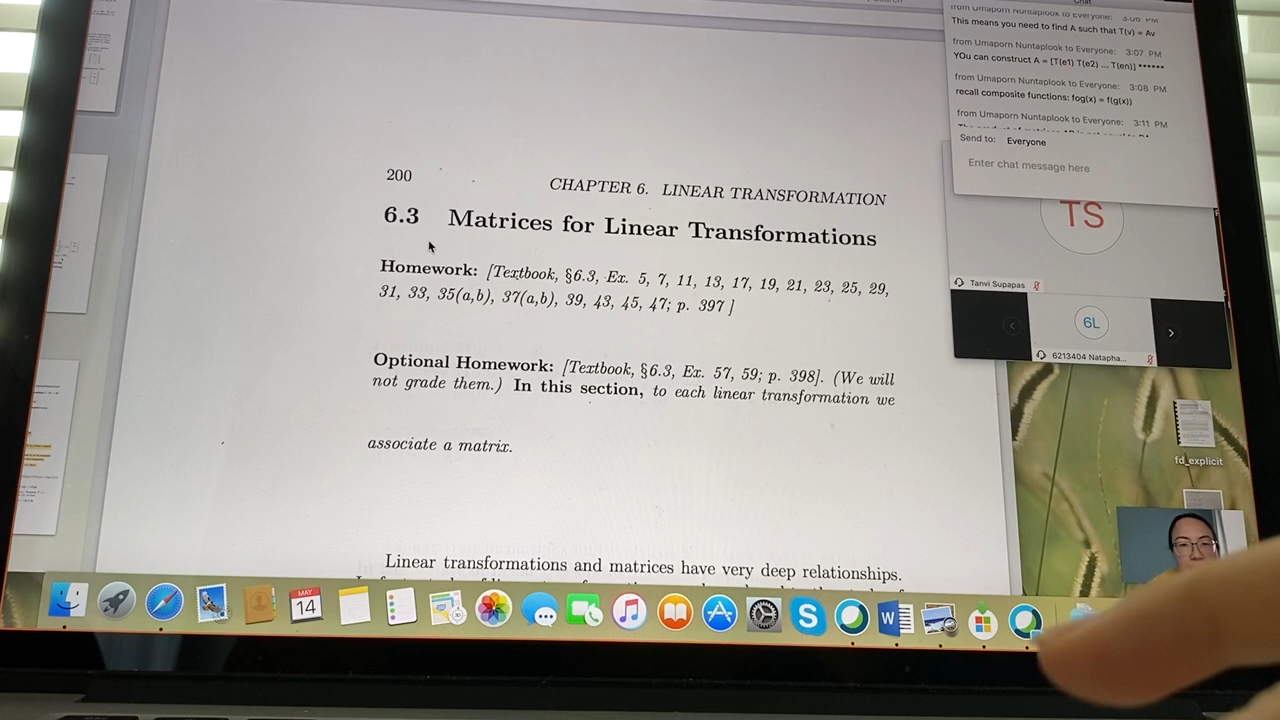 200
CHAPTER 6. LINEAR TRANSFORMATION
6.3 Matrices for Linear Transformations
Homework: [Textbook, §6.3, Ex. 5, 7, 11, 13, 17, 19, 21, 23, 25, 29,
31, 33, 35(a,b), 37(a,b), 39, 43, 45, 47; p. 397 ]
Optional Homework: [Textbook, §6.3, Ex. 57, 59; p. 398]. (We will
not grade them.) In this section, to each linear transformation we
associate a matrix.
Linear transformations and matrices have very deep relationships.
Chat
from Umaporn Nuntaplook to Everyone:
This means you need to find A such that T(v) = Av
from Umaporn Nuntaplook to Everyone: 3:07 PM
YOu can construct A = [T(e1) T(e2) ... T(en)] ******
from Umaporn Nuntaplook to Everyone: 3:08 PM
recall composite functions: fog(x) = f(g(x))
from Umaporn Nuntaplook to Everyone: 3:11 PM
Send to: Everyone
Enter chat message here
TS
Tanvi Supapas
6L
6213404 Natapha...
fd_explicit
MAY
14